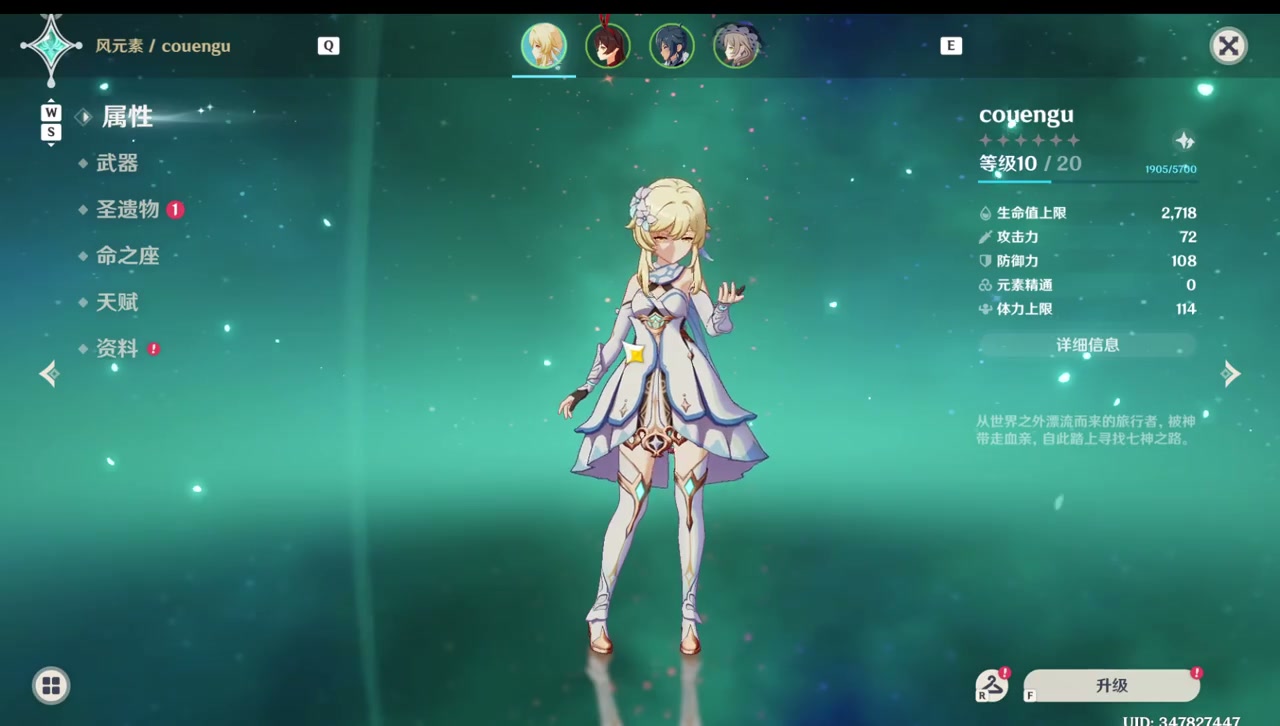 风元素 / couengu
Q
E
W
S
属性
武器
圣遗物 1
命之座
天赋
资料 !
couengu
等级10 / 20
1905/5700
生命值上限 2,718
攻击力 72
防御力 108
元素精通 0
体力上限 114
详细信息
从世界之外漂流而来的旅行者，被神
带走血亲，自此踏上寻找七神之路。
R !
F 升级 !
UID: 347827447